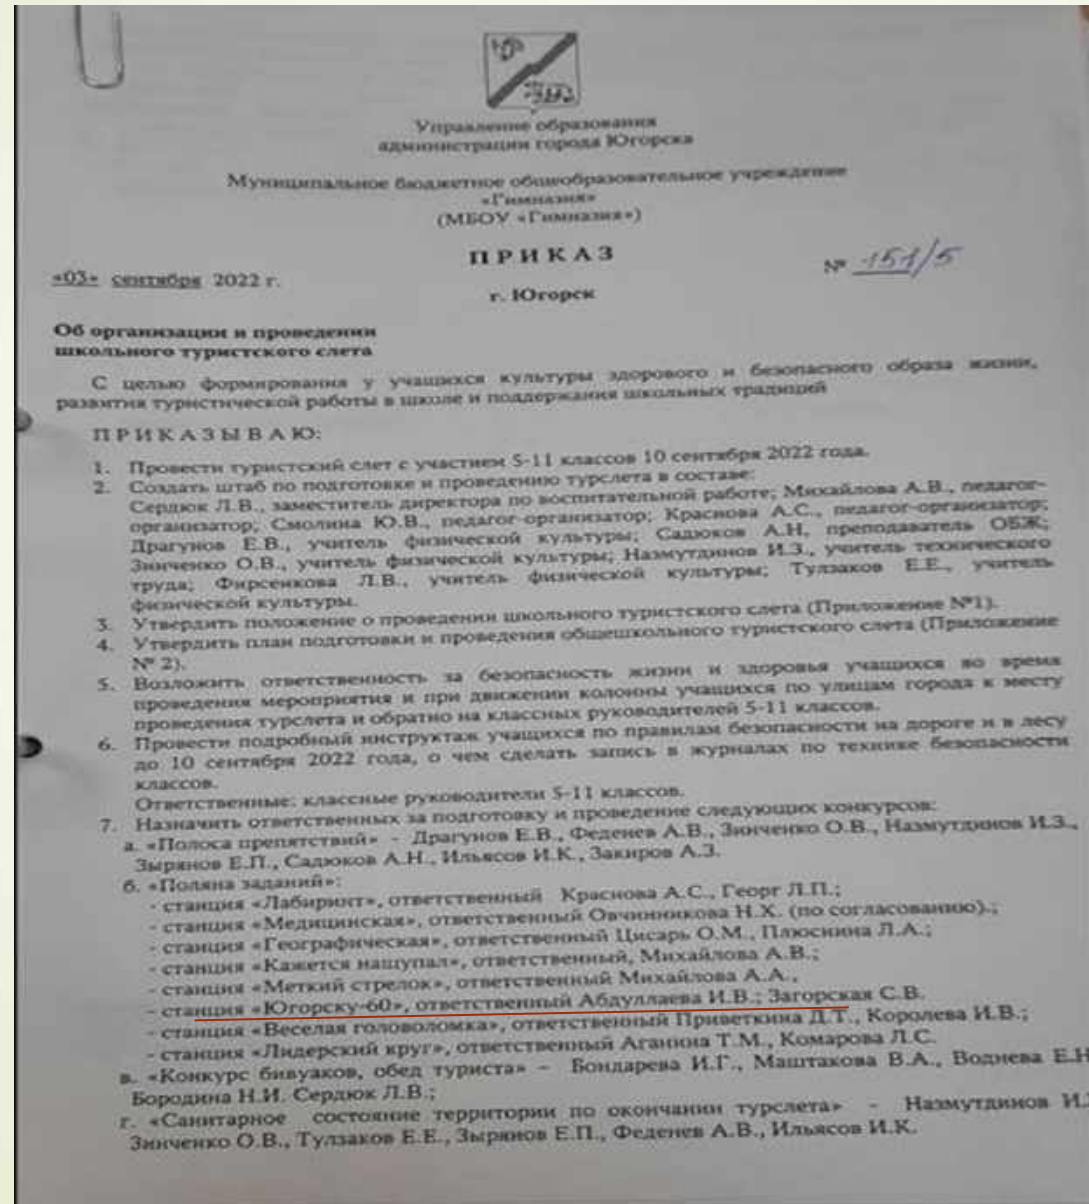 Управление образования
администрации города Югорска
Муниципальное бюджетное общеобразовательное учреждение
«Гимназия»
(МБОУ «Гимназия»)
ПРИКАЗ
«03» сентября 2022 г.
№ 151/5
г. Югорск
Об организации и проведении
школьного туристского слета
С целью формирования у учащихся культуры здорового и безопасного образа жизни,
развития туристической работы в школе и поддержания школьных традиций
ПРИКАЗЫВАЮ:
1. Провести туристский слет с участием 5-11 классов 10 сентября 2022 года.
2. Создать штаб по подготовке и проведению турслета в составе:
Сердюк Л.В., заместитель директора по воспитательной работе; Михайлова А.В., педагог-
организатор; Смолина Ю.В., педагог-организатор; Краснова А.С., педагог-организатор;
Драгунов Е.В., учитель физической культуры; Садюков А.Н, преподаватель ОБЖ;
Зинченко О.В., учитель физической культуры; Назмутдинов И.З., учитель технического
труда; Фирсенкова Л.В., учитель физической культуры; Тулзаков Е.Е., учитель
физической культуры.
3. Утвердить положение о проведении школьного туристского слета (Приложение №1).
4. Утвердить план подготовки и проведения общешкольного туристского слета (Приложение
№ 2).
5. Возложить ответственность за безопасность жизни и здоровья учащихся во время
проведения мероприятия и при движении колонны учащихся по улицам города к месту
проведения турслета и обратно на классных руководителей 5-11 классов.
6. Провести подробный инструктаж учащихся по правилам безопасности на дороге и в лесу
до 10 сентября 2022 года, о чем сделать запись в журналах по технике безопасности
классов.
Ответственные: классные руководители 5-11 классов.
7. Назначить ответственных за подготовку и проведение следующих конкурсов:
а. «Полоса препятствий» - Драгунов Е.В., Феденев А.В., Зинченко О.В., Назмутдинов И.З.,
Зырянов Е.П., Садюков А.Н., Ильясов И.К., Закиров А.З.
б. «Поляна заданий»:
- станция «Лабиринт», ответственный Краснова А.С., Георг Л.П.;
- станция «Медицинская», ответственный Овчинникова Н.Х. (по согласованию).;
- станция «Географическая», ответственный Цисарь О.М., Плюснина Л.А.;
- станция «Кажется нащупал», ответственный, Михайлова А.В.;
- станция «Меткий стрелок», ответственный Михайлова А.А.,
- станция «Югорску-60», ответственный Абдуллаева И.В.; Загорская С.В.
- станция «Веселая головоломка», ответственный Приветкина Д.Т., Королева И.В.;
- станция «Лидерский круг», ответственный Аганина Т.М., Комарова Л.С.
в. «Конкурс бивуаков, обед туриста» – Бондарева И.Г., Маштакова В.А., Воднева Е.Н
Бородина Н.И. Сердюк Л.В.;
г. «Санитарное состояние территории по окончании турслета» - Назмутдинов И.
Зинченко О.В., Тулзаков Е.Е., Зырянов Е.П., Феденев А.В., Ильясов И.К.